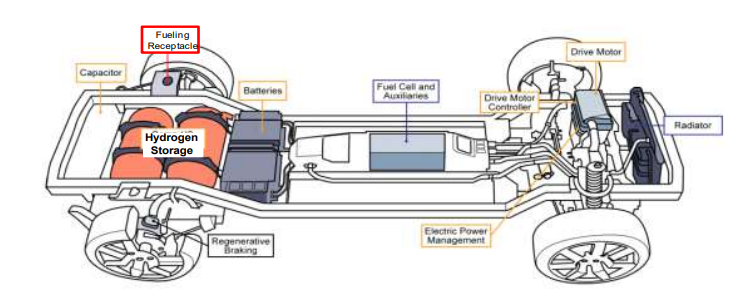 Fueling
Receptacle
Drive Motor
Capacitor
Batteries
Fuel Cell and
Auxiliaries
Drive Motor
Controller
Radiator
Hydrogen
Storage
Electric Power
Management
Regenerative
Braking